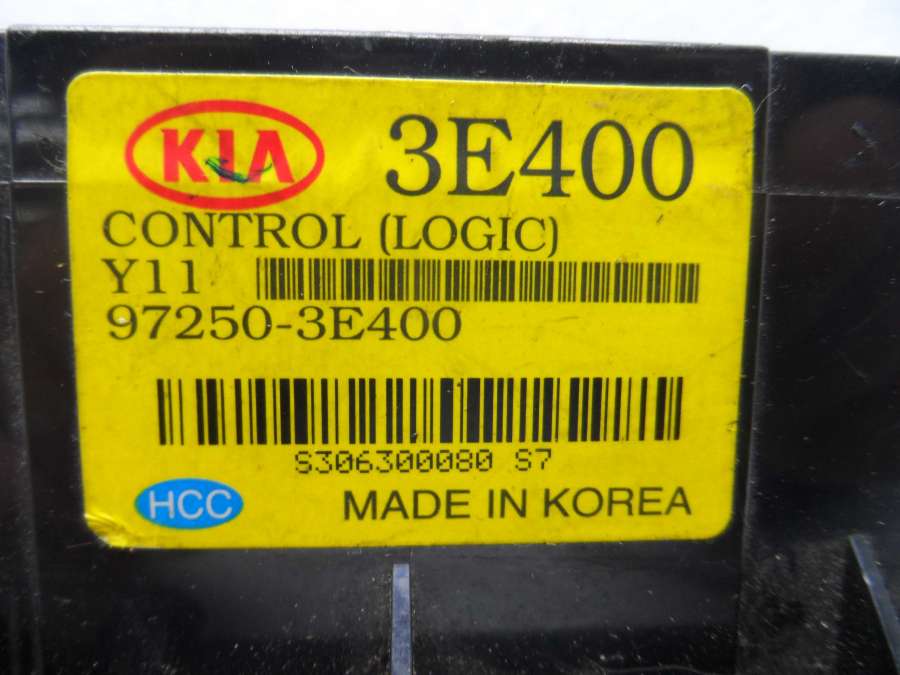 KIA 3E400
CONTROL (LOGIC)
Y11
97250-3E400
S306300080 S7
HCC MADE IN KOREA